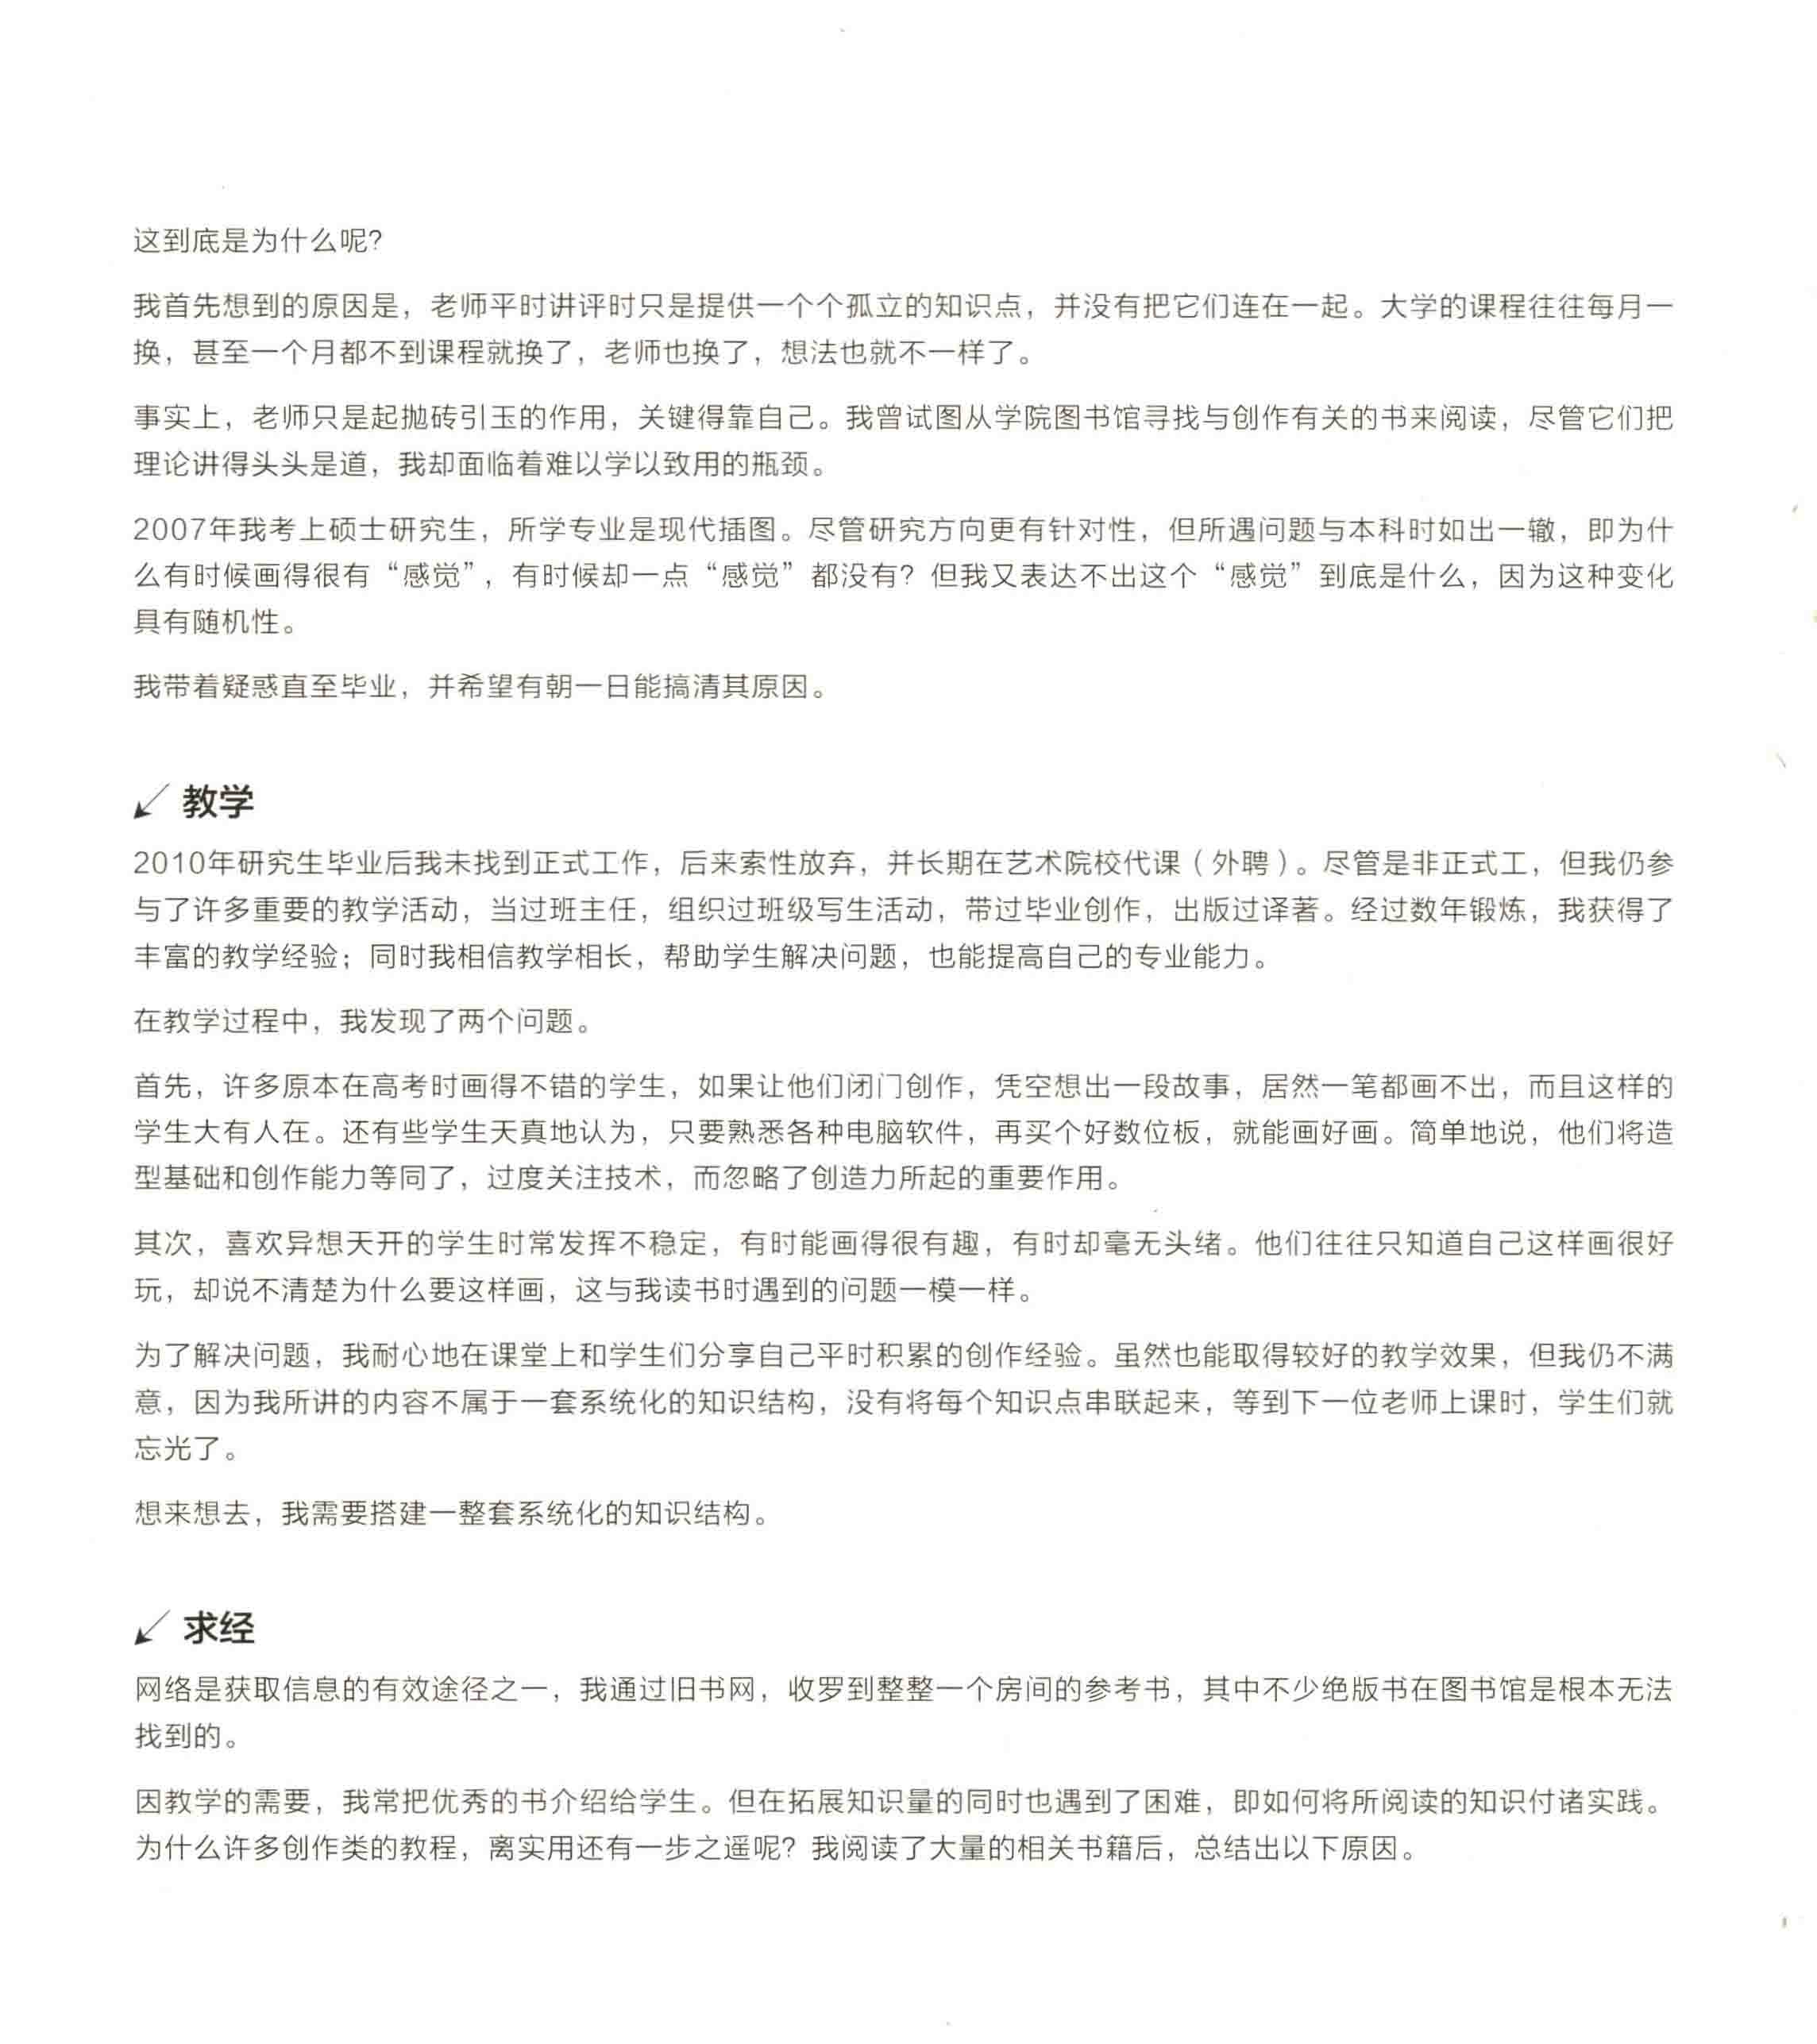 这到底是为什么呢?
我首先想到的原因是，老师平时讲评时只是提供一个个孤立的知识点，并没有把它们连在一起。大学的课程往往每月一
换，甚至一个月都不到课程就换了，老师也换了，想法也就不一样了。
事实上，老师只是起抛砖引玉的作用，关键得靠自己。我曾试图从学院图书馆寻找与创作有关的书来阅读，尽管它们把
理论讲得头头是道，我却面临着难以学以致用的瓶颈。
2007年我考上硕士研究生，所学专业是现代插图。尽管研究方向更有针对性，但所遇问题与本科时如出一辙，即为什
么有时候画得很有“感觉”，有时候却一点“感觉”都没有? 但我又表达不出这个“感觉”到底是什么，因为这种变化
具有随机性。
我带着疑惑直至毕业，并希望有朝一日能搞清其原因。
↙ 教学
2010年研究生毕业后我未找到正式工作，后来索性放弃，并长期在艺术院校代课（外聘）。尽管是非正式工，但我仍参
与了许多重要的教学活动，当过班主任，组织过班级写生活动，带过毕业创作，出版过译著。经过数年锻炼，我获得了
丰富的教学经验；同时我相信教学相长，帮助学生解决问题，也能提高自己的专业能力。
在教学过程中，我发现了两个问题。
首先，许多原本在高考时画得不错的学生，如果让他们闭门创作，凭空想出一段故事，居然一笔都画不出，而且这样的
学生大有人在。还有些学生天真地认为，只要熟悉各种电脑软件，再买个好数位板，就能画好画。简单地说，他们将造
型基础和创作能力等同了，过度关注技术，而忽略了创造力所起的重要作用。
其次，喜欢异想天开的学生时常发挥不稳定，有时能画得很有趣，有时却毫无头绪。他们往往只知道自己这样画很好
玩，却说不清楚为什么要这样画，这与我读书时遇到的问题一模一样。
为了解决问题，我耐心地在课堂上和学生们分享自己平时积累的创作经验。虽然也能取得较好的教学效果，但我仍不满
意，因为我所讲的内容不属于一套系统化的知识结构，没有将每个知识点串联起来，等到下一位老师上课时，学生们就
忘光了。
想来想去，我需要搭建一整套系统化的知识结构。
↙ 求经
网络是获取信息的有效途径之一，我通过旧书网，收罗到整整一个房间的参考书，其中不少绝版书在图书馆是根本无法
找到的。
因教学的需要，我常把优秀的书介绍给学生。但在拓展知识量的同时也遇到了困难，即如何将所阅读的知识付诸实践。
为什么许多创作类的教程，离实用还有一步之遥呢? 我阅读了大量的相关书籍后，总结出以下原因。